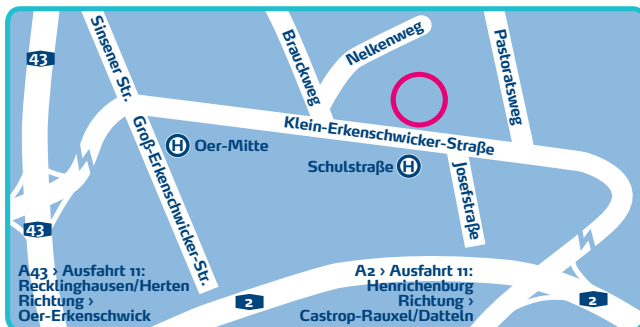 43
Sinsener Str.
Brauckweg
Nelkenweg
Pastoratsweg
Klein-Erkenschwicker-Straße
Groß-Erkenschwicker-Str.
H Oer-Mitte
Schulstraße H
Josefstraße
43
A43 › Ausfahrt 11:
Recklinghausen/Herten
Richtung ›
Oer-Erkenschwick
2
A2 › Ausfahrt 11:
Henrichenburg
Richtung ›
Castrop-Rauxel/Datteln
2